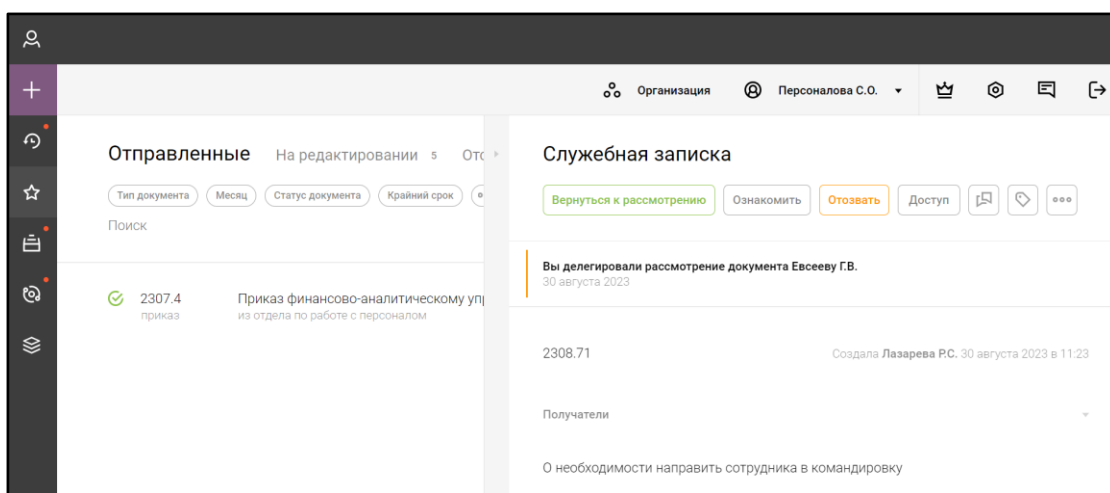 Организация
Персоналова С.О.
Отправленные На редактировании 5
Тип документа Месяц Статус документа Крайний срок
Поиск
2307.4 Приказ финансово-аналитическому
приказ из отдела по работе с персоналом
Служебная записка
Вернуться к рассмотрению Ознакомить Отозвать Доступ
Вы делегировали рассмотрение документа Евсееву Г.В.
30 августа 2023
2308.71 Создала Лазарева Р.С. 30 августа 2023 в 11:23
Получатели
О необходимости направить сотрудника в командировку